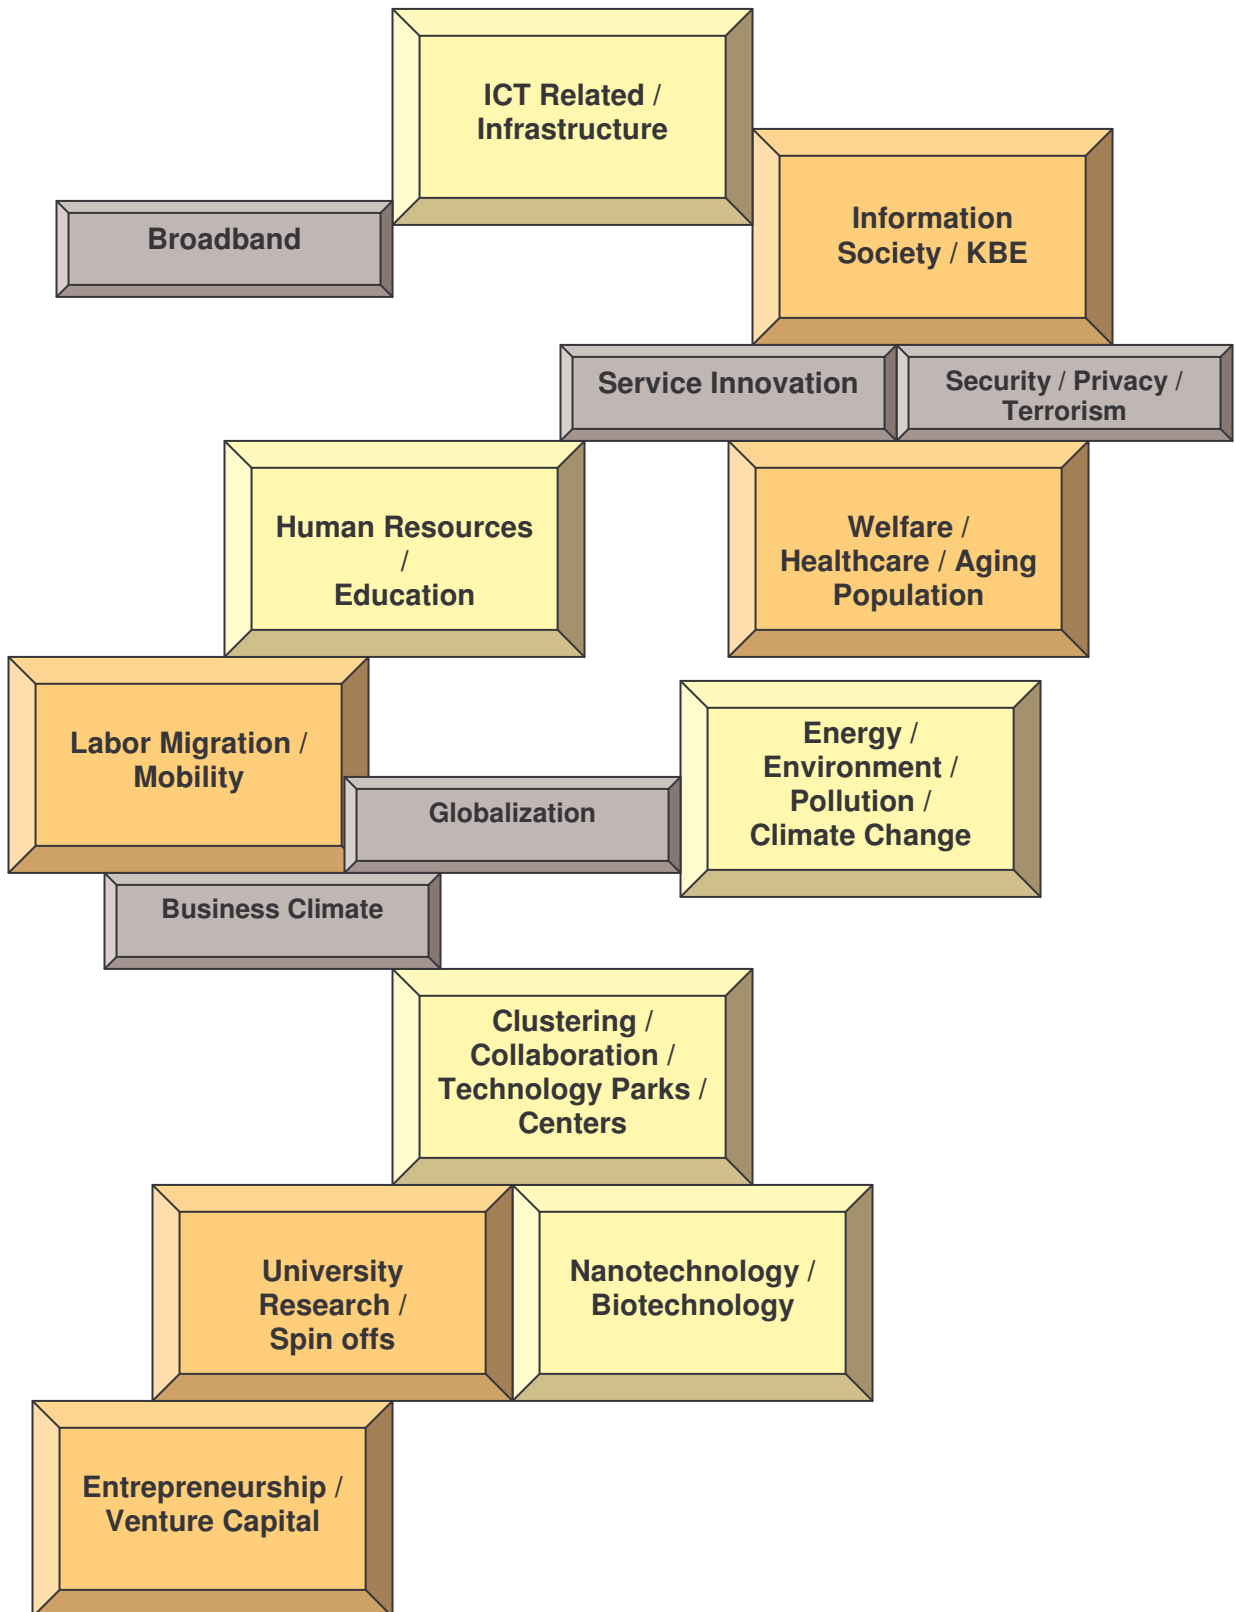 ICT Related /
Infrastructure
Information
Society / KBE
Broadband
Service Innovation
Security / Privacy /
Terrorism
Human Resources
/
Education
Welfare /
Healthcare / Aging
Population
Labor Migration /
Mobility
Energy /
Environment /
Pollution /
Climate Change
Globalization
Business Climate
Clustering /
Collaboration /
Technology Parks /
Centers
University
Research /
Spin offs
Nanotechnology /
Biotechnology
Entrepreneurship /
Venture Capital